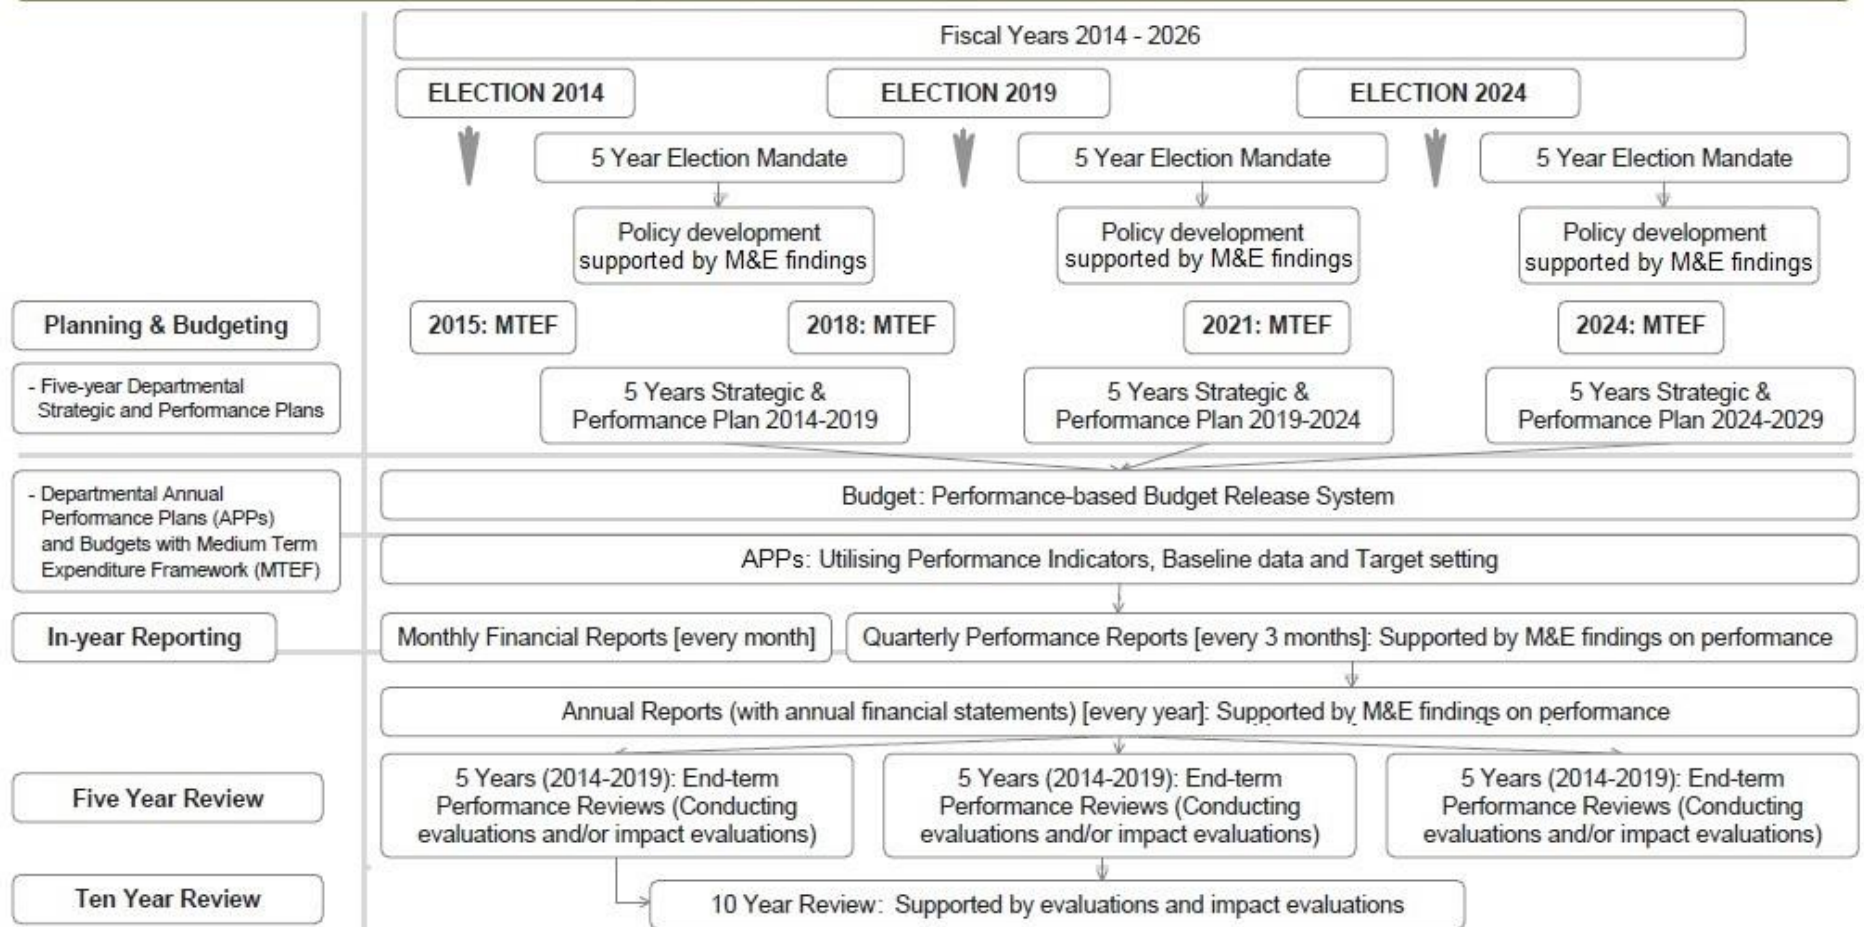 Fiscal Years 2014 - 2026
ELECTION 2014
ELECTION 2019
ELECTION 2024
5 Year Election Mandate
5 Year Election Mandate
5 Year Election Mandate
Policy development
supported by M&E findings
Policy development
supported by M&E findings
Policy development
supported by M&E findings
Planning & Budgeting
2015: MTEF
2018: MTEF
2021: MTEF
2024: MTEF
- Five-year Departmental
Strategic and Performance Plans
5 Years Strategic &
Performance Plan 2014-2019
5 Years Strategic &
Performance Plan 2019-2024
5 Years Strategic &
Performance Plan 2024-2029
- Departmental Annual
Performance Plans (APPs)
and Budgets with Medium Term
Expenditure Framework (MTEF)
Budget: Performance-based Budget Release System
APPs: Utilising Performance Indicators, Baseline data and Target setting
In-year Reporting
Monthly Financial Reports [every month]
Quarterly Performance Reports [every 3 months]: Supported by M&E findings on performance
Annual Reports (with annual financial statements) [every year]: Supported by M&E findings on performance
Five Year Review
5 Years (2014-2019): End-term
Performance Reviews (Conducting
evaluations and/or impact evaluations)
5 Years (2014-2019): End-term
Performance Reviews (Conducting
evaluations and/or impact evaluations)
5 Years (2014-2019): End-term
Performance Reviews (Conducting
evaluations and/or impact evaluations)
Ten Year Review
10 Year Review: Supported by evaluations and impact evaluations